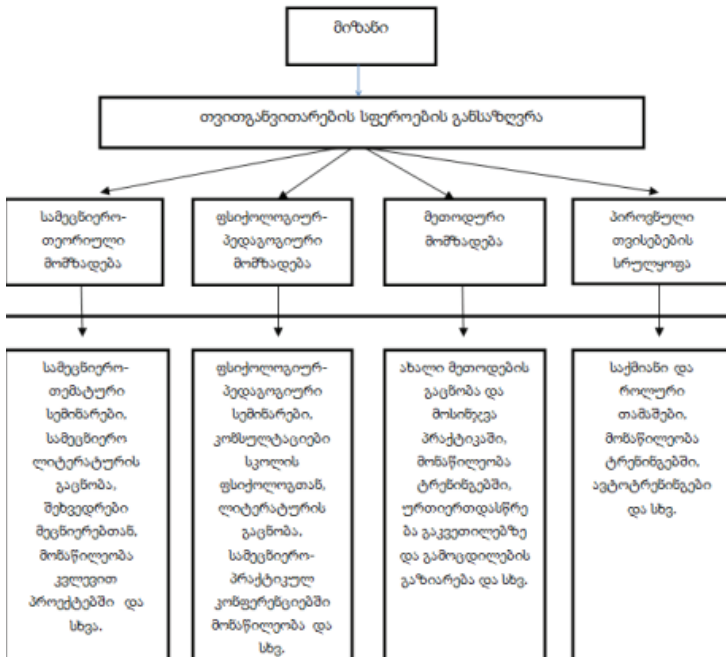 მიზანი
თვითგანვითარების სფეროების განსაზღვრა
სამეცნიერო-
თეორიული
მომზადება
ფსიქოლოგიურ-
პედაგოგიური
მომზადება
მეთოდური
მომზადება
პიროვნული
თვისებების
სრულყოფა
სამეცნიერო-
თემატური
სემინარები,
სამეცნიერო
ლიტერატურის
გაცნობა,
შეხვედრები
მეცნიერებთან,
მონაწილეობა
კვლევით
პროექტებში და
სხვა.
ფსიქოლოგიურ-
პედაგოგიური
სემინარები,
კონსულტაციები
სკოლის
ფსიქოლოგთან,
ლიტერატურის
გაცნობა,
სამეცნიერო-
პრაქტიკულ
კონფერენციებში
მონაწილეობა და
სხვ.
ახალი მეთოდების
გაცნობა და
მოსინჯვა
პრაქტიკაში,
მონაწილეობა
ტრენინგებში,
ურთიერთდასწრე
ბა გაკვეთილებზე
და გამოცდილების
გაზიარება და სხვ.
საქმიანი და
როლური
თამაშები,
მონაწილეობა
ტრენინგებში,
ავტოტრენინგები
და სხვ.